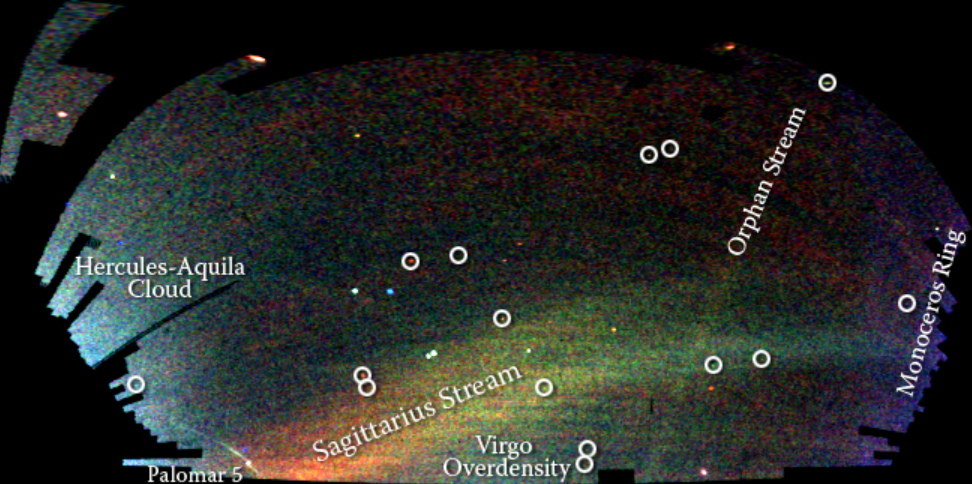 Orphan Stream
Monoceros Ring
Hercules-Aquila
Cloud
Sagittarius Stream
Virgo
Overdensity
Palomar 5